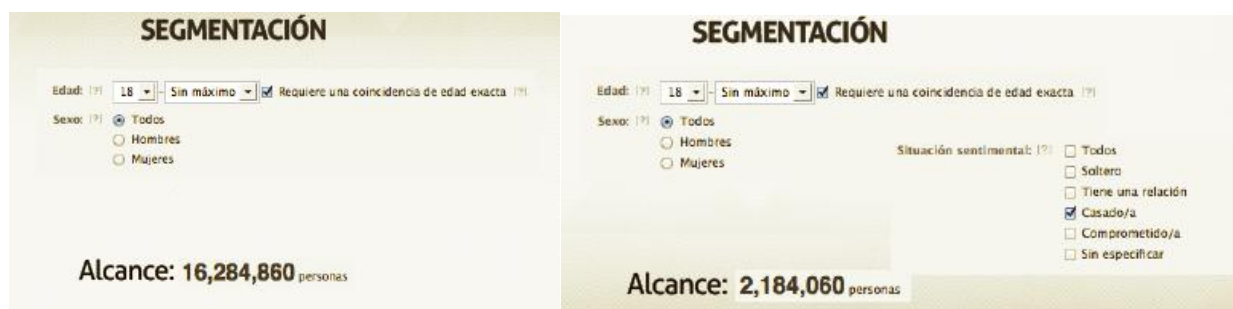 SEGMENTACIÓN
Edad: [?] 18 - Sin máximo Requiere una coincidencia de edad exacta [?]
Sexo: [?] Todos
Hombres
Mujeres
Alcance: 16,284,860 personas
SEGMENTACIÓN
Edad: [?] 18 - Sin máximo Requiere una coincidencia de edad exacta [?]
Sexo: [?] Todos
Hombres
Mujeres
Situación sentimental: [?] Todos
Soltero
Tiene una relación
Casado/a
Comprometido/a
Sin especificar
Alcance: 2,184,060 personas